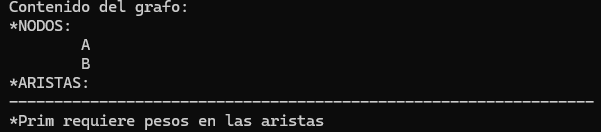 Contenido del grafo:
*NODOS:
A
B
*ARISTAS:
-----------------------------------------------------------------
*Prim requiere pesos en las aristas